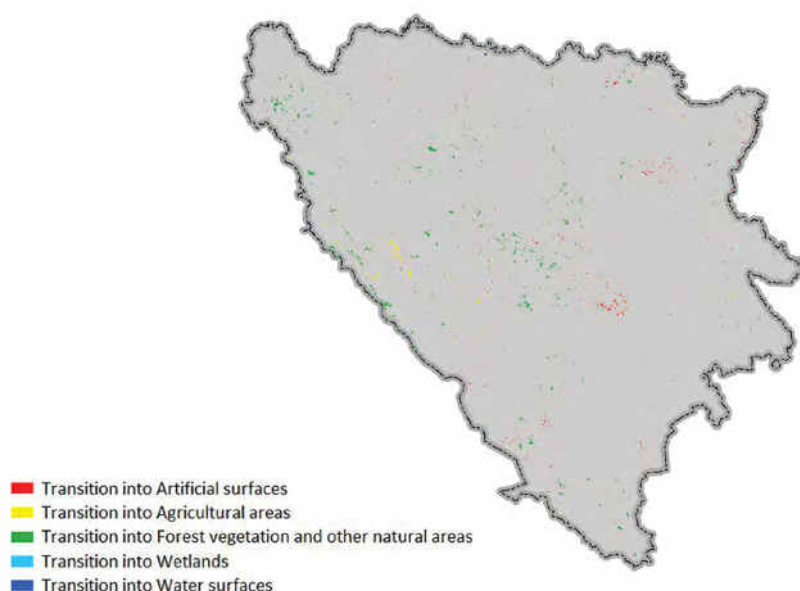 Transition into Artificial surfaces
Transition into Agricultural areas
Transition into Forest vegetation and other natural areas
Transition into Wetlands
Transition into Water surfaces